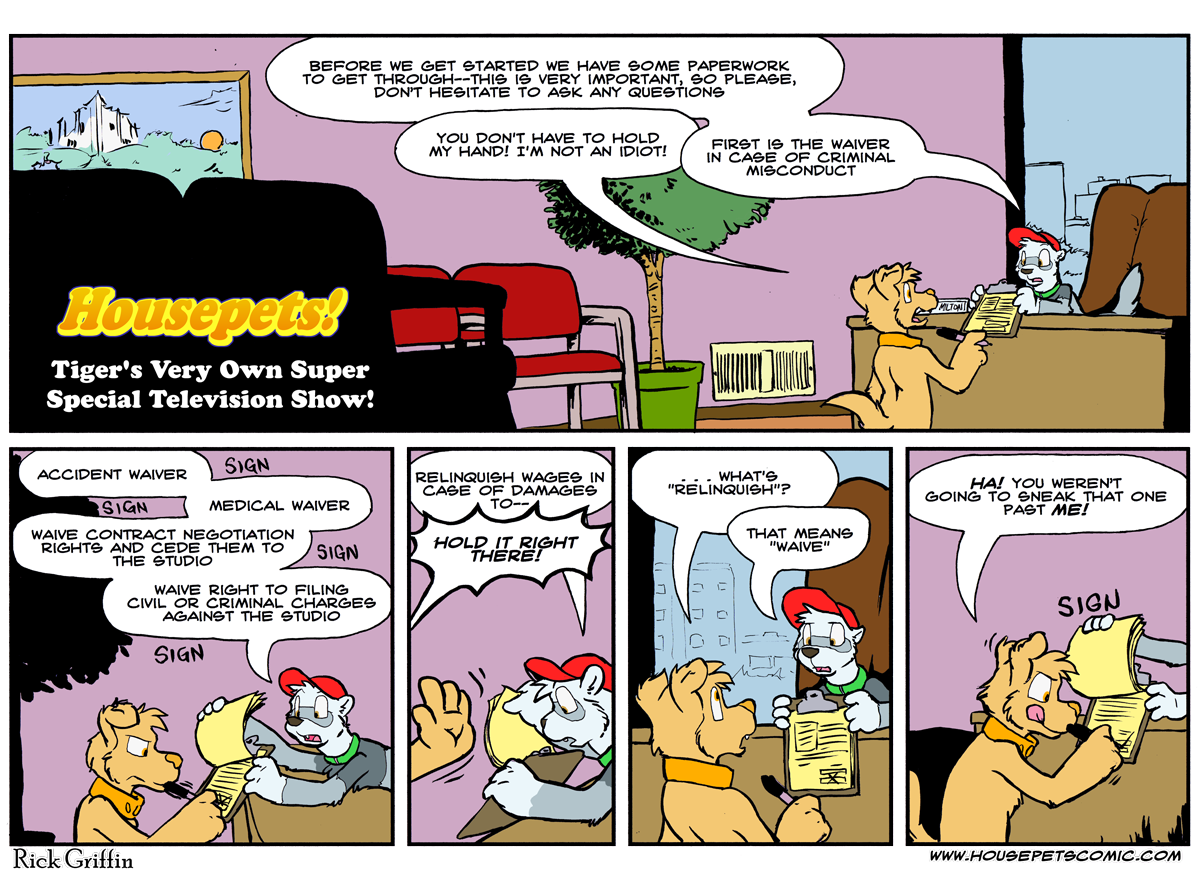 BEFORE WE GET STARTED WE HAVE SOME PAPERWORK
TO GET THROUGH--THIS IS VERY IMPORTANT, SO PLEASE,
DON'T HESITATE TO ASK ANY QUESTIONS
YOU DON'T HAVE TO HOLD
MY HAND! I'M NOT AN IDIOT!
FIRST IS THE WAIVER
IN CASE OF CRIMINAL
MISCONDUCT
MILTON
Housepets!
Tiger's Very Own Super
Special Television Show!
ACCIDENT WAIVER
SIGN
MEDICAL WAIVER
SIGN
WAIVE CONTRACT NEGOTIATION
RIGHTS AND CEDE THEM TO
THE STUDIO
SIGN
WAIVE RIGHT TO FILING
CIVIL OR CRIMINAL CHARGES
AGAINST THE STUDIO
SIGN
RELINQUISH WAGES IN
CASE OF DAMAGES
TO--
HOLD IT RIGHT
THERE!
. . . WHAT'S
"RELINQUISH"?
THAT MEANS
"WAIVE"
HA! YOU WEREN'T
GOING TO SNEAK THAT ONE
PAST ME!
SIGN
Rick Griffin
WWW.HOUSEPETSCOMIC.COM